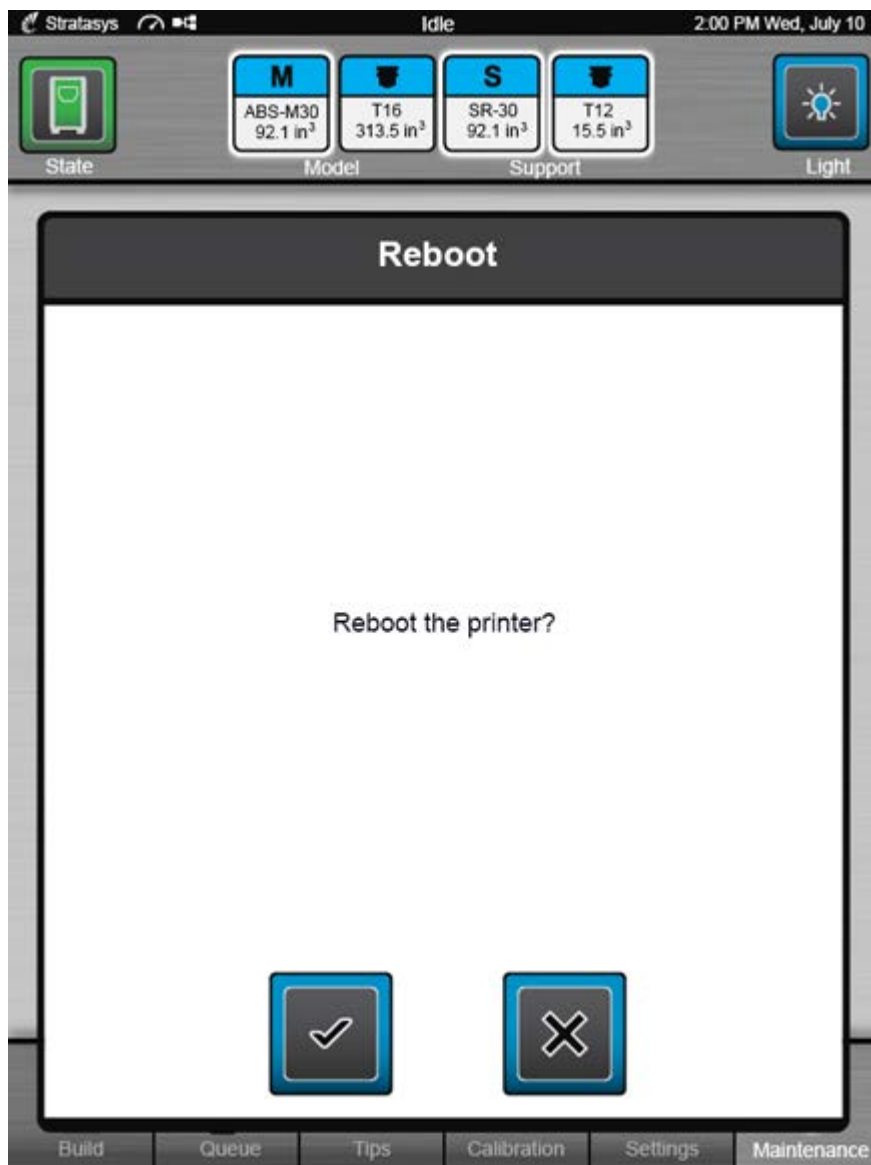 Stratasys Idle 2:00 PM Wed, July 10
M S
ABS-M30 T16 SR-30 T12
92.1 in³ 313.5 in³ 92.1 in³ 15.5 in³
State Model Support Light
Reboot
Reboot the printer?
Build Queue Tips Calibration Settings Maintenance